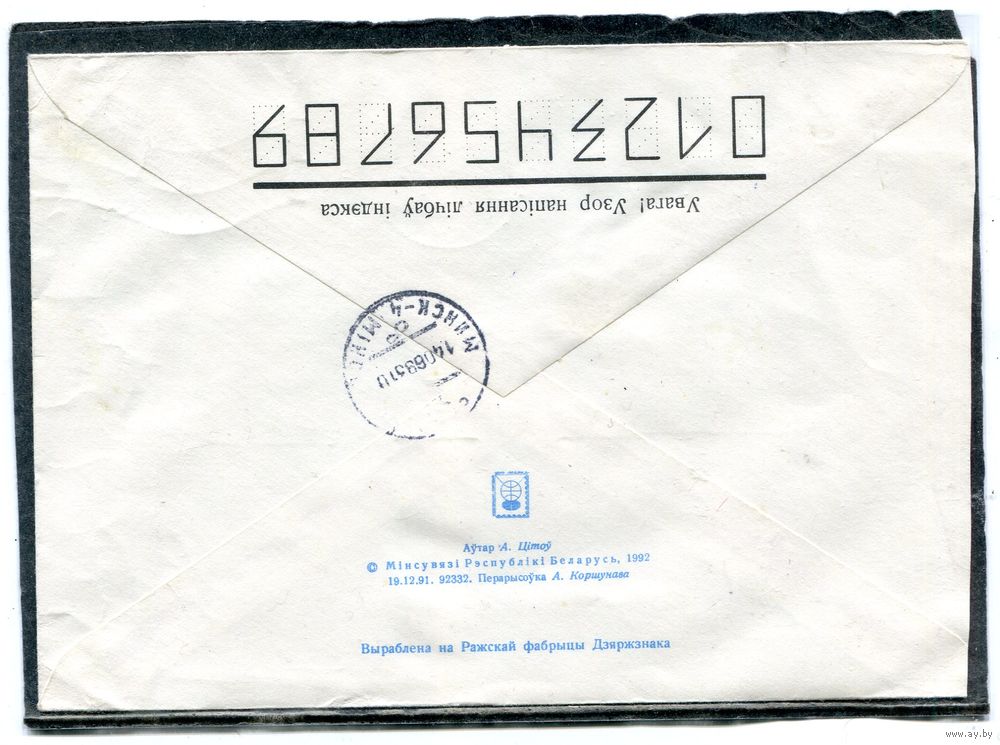 0123456789
Увага! Узор напісання лічбаў індэкса
МИНСК-4
Аўтар А. Цітоў
© Мінсувязі Рэспублікі Беларусь, 1992
19.12.91. 92332. Перарысоўка А. Коршунава
Выраблена на Ражскай фабрыцы Дзяржзнака
www.ay.by